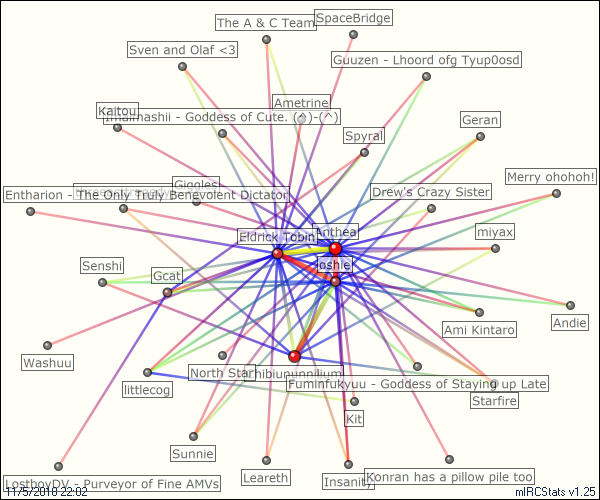 The A & C Team
SpaceBridge
Sven and Olaf <3
Guuzen - Lhoord ofg Tyup0osd
Ametrine
Kaitou
- Goddess of Cute. (^)-(^)
Geran
Spyral
Merry ohohoh!
Giggles
Drew's Crazy Sister
Entharion - The Only Truly Benevolent Dictator
miyax
Eldrick Tobin
Anthea
Joshie
Senshi
Gcat
Andie
Ami Kintaro
Washuu
North Star
littlecog
Fuminfukyuu - Goddess of Staying up Late
Starfire
Kit
Sunnie
Leareth
Insanity
Konran has a pillow pile too
LostboyDV - Purveyor of Fine AMVs
11/5/2018 22:02
mIRCStats v1.25